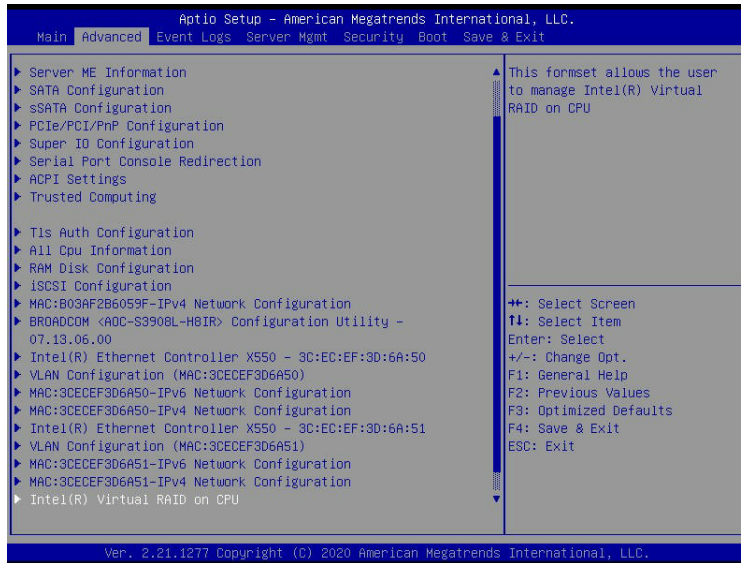 Aptio Setup – American Megatrends International, LLC.
Main Advanced Event Logs Server Mgmt Security Boot Save & Exit
▶ Server ME Information
▶ SATA Configuration
▶ sSATA Configuration
▶ PCIe/PCI/PnP Configuration
▶ Super IO Configuration
▶ Serial Port Console Redirection
▶ ACPI Settings
▶ Trusted Computing
▶ Tls Auth Configuration
▶ All Cpu Information
▶ RAM Disk Configuration
▶ iSCSI Configuration
▶ MAC:B03AF2B6059F-IPv4 Network Configuration
▶ BROADCOM <AOC-S3908L-H8IR> Configuration Utility –
07.13.06.00
▶ Intel(R) Ethernet Controller X550 – 3C:EC:EF:3D:6A:50
▶ VLAN Configuration (MAC:3CECEF3D6A50)
▶ MAC:3CECEF3D6A50-IPv6 Network Configuration
▶ MAC:3CECEF3D6A50-IPv4 Network Configuration
▶ Intel(R) Ethernet Controller X550 – 3C:EC:EF:3D:6A:51
▶ VLAN Configuration (MAC:3CECEF3D6A51)
▶ MAC:3CECEF3D6A51-IPv6 Network Configuration
▶ MAC:3CECEF3D6A51-IPv4 Network Configuration
▶ Intel(R) Virtual RAID on CPU
This formset allows the user
to manage Intel(R) Virtual
RAID on CPU
→←: Select Screen
↑↓: Select Item
Enter: Select
+/-: Change Opt.
F1: General Help
F2: Previous Values
F3: Optimized Defaults
F4: Save & Exit
ESC: Exit
Ver. 2.21.1277 Copyright (C) 2020 American Megatrends International, LLC.